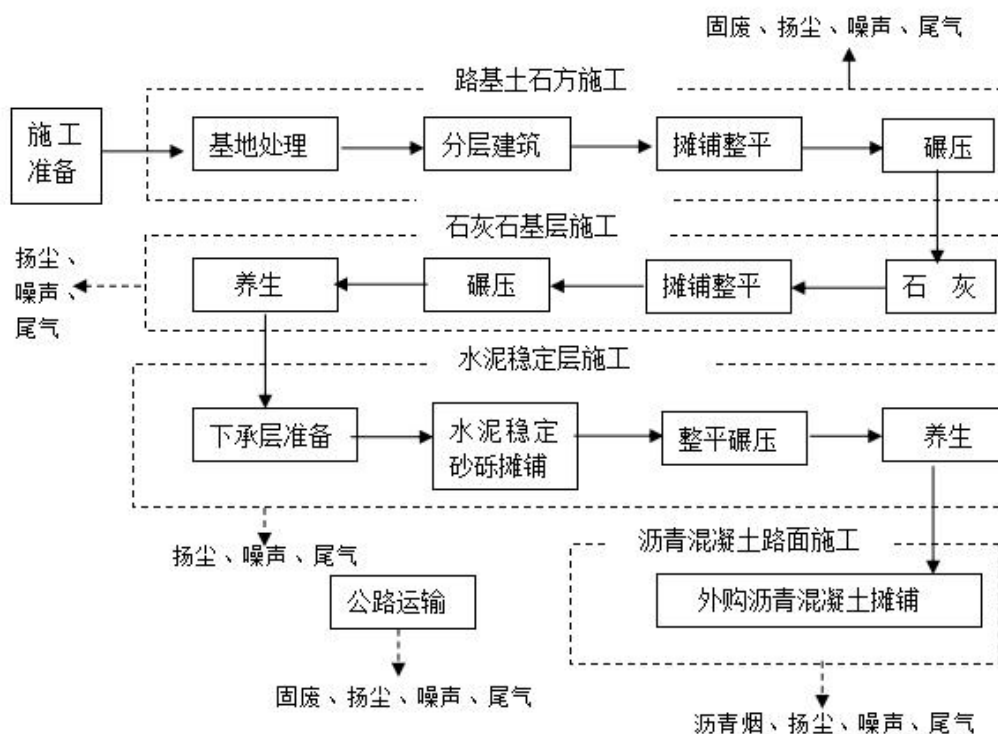 固废、扬尘、噪声、尾气
路基土石方施工
施工
准备
基地处理
分层建筑
摊铺整平
碾压
石灰石基层施工
扬尘、
噪声、
尾气
养生
碾压
摊铺整平
石 灰
水泥稳定层施工
下承层准备
水泥稳定
砂砾摊铺
整平碾压
养生
扬尘、噪声、尾气
沥青混凝土路面施工
公路运输
外购沥青混凝土摊铺
固废、扬尘、噪声、尾气
沥青烟、扬尘、噪声、尾气